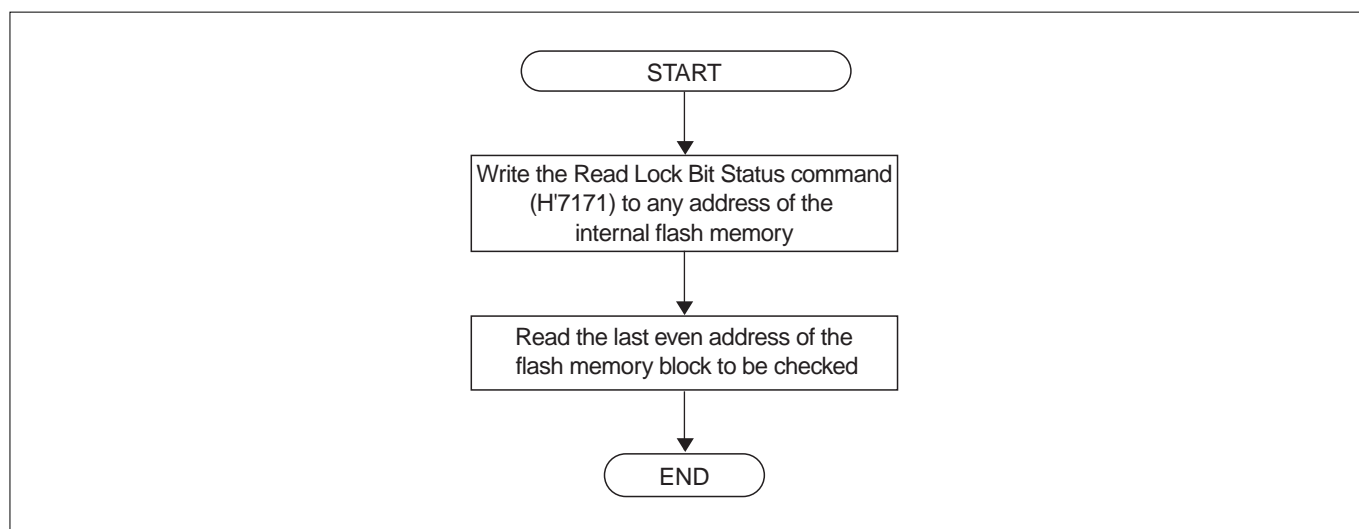 START
Write the Read Lock Bit Status command
(H'7171) to any address of the
internal flash memory
Read the last even address of the
flash memory block to be checked
END